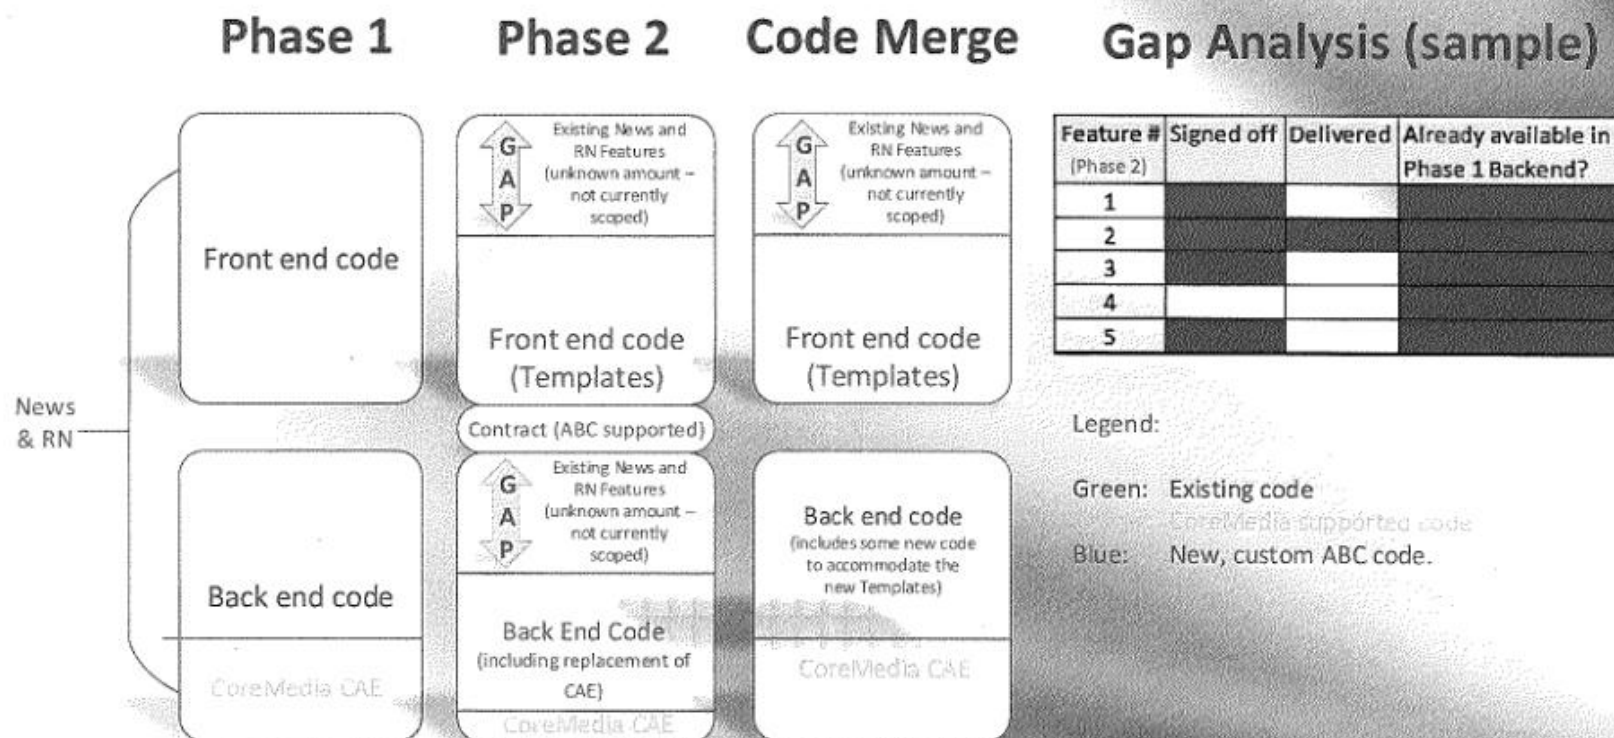 Phase 1
Phase 2
Code Merge
Gap Analysis (sample)
News
& RN
Front end code
Back end code
CoreMedia CAE
G
A
P
Existing News and
RN Features
(unknown amount –
not currently
scoped)
Front end code
(Templates)
Contract (ABC supported)
G
A
P
Existing News and
RN Features
(unknown amount –
not currently
scoped)
Back End Code
(including replacement of
CAE)
CoreMedia CAE
G
A
P
Existing News and
RN Features
(unknown amount –
not currently
scoped)
Front end code
(Templates)
Back end code
(includes some new code
to accommodate the
new Templates)
CoreMedia CAE
Feature # Signed off Delivered Already available in
(Phase 2) Phase 1 Backend?
1
2
3
4
5
Legend:
Green: Existing code
CoreMedia supported code
Blue: New, custom ABC code.